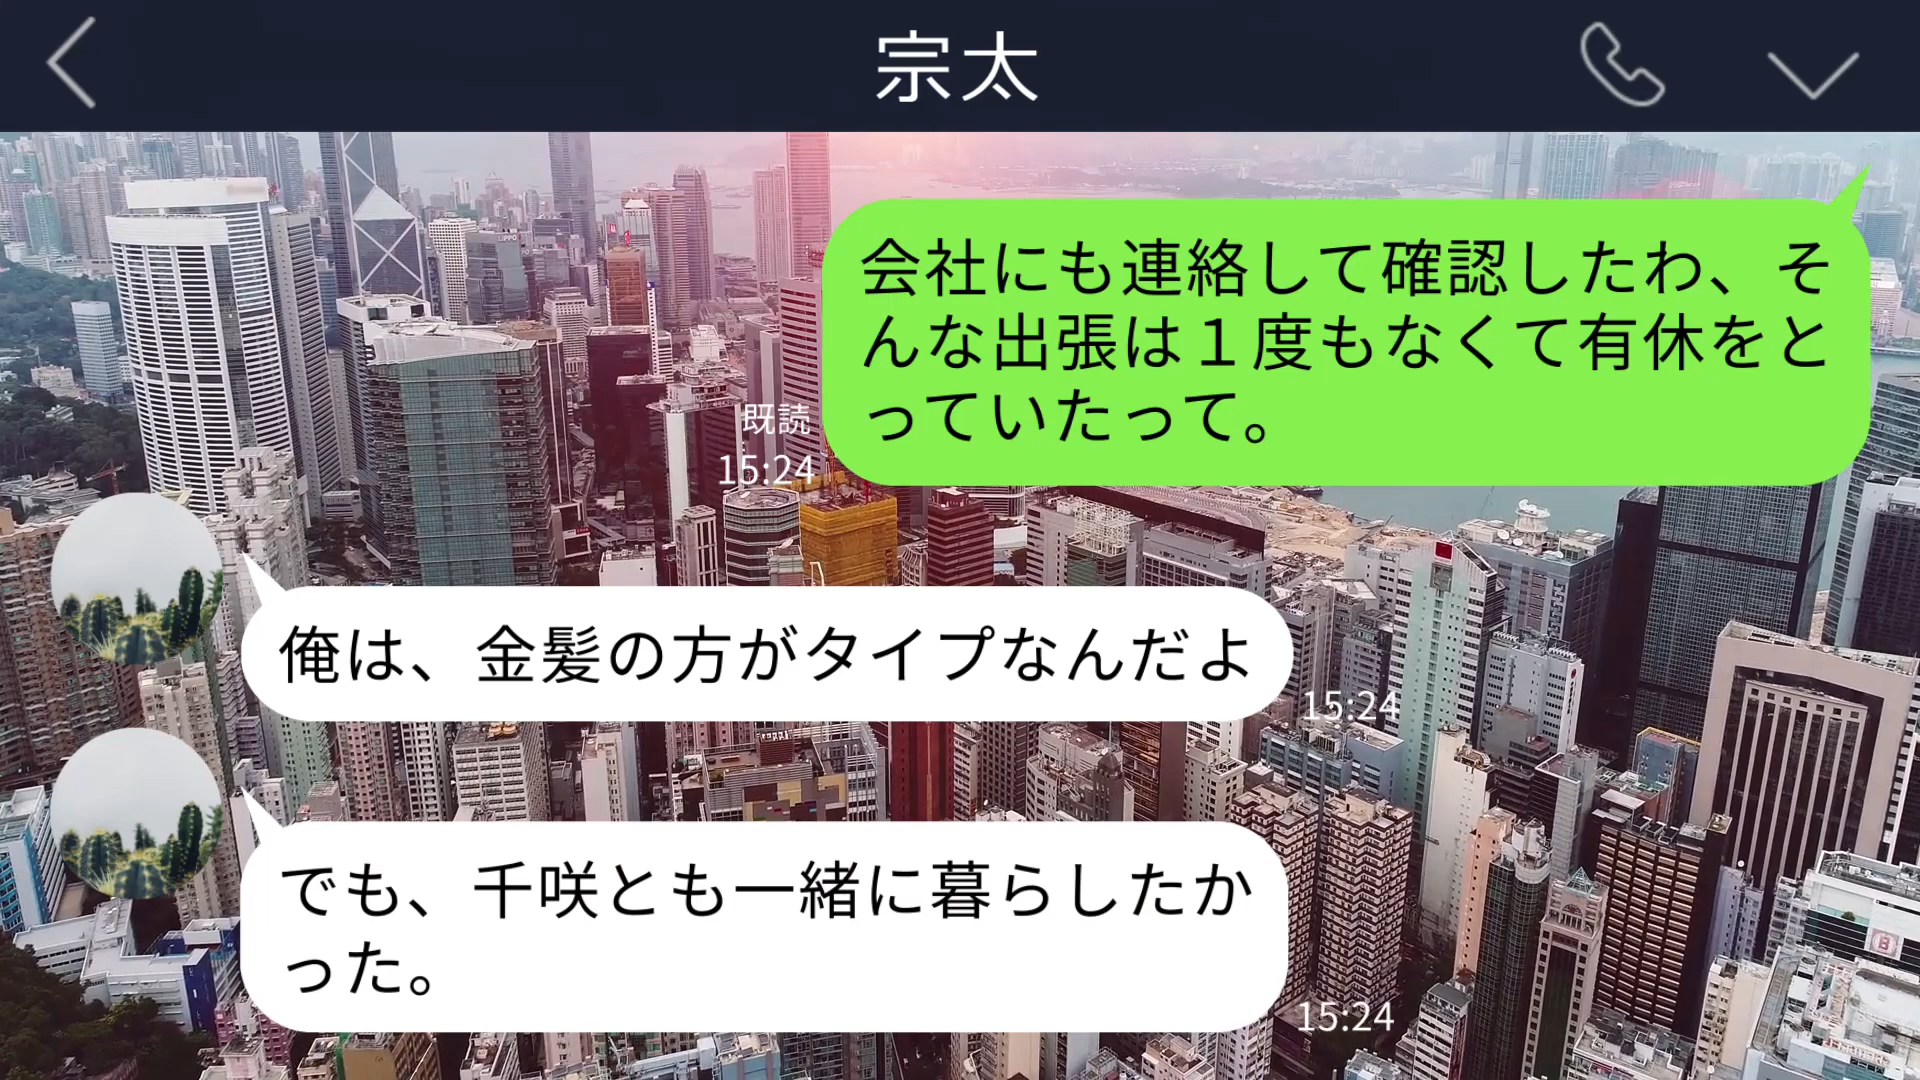 宗太
会社にも連絡して確認したわ、そ
んな出張は１度もなくて有休をと
っていたって。
既読
15:24
俺は、金髪の方がタイプなんだよ
15:24
でも、千咲とも一緒に暮らしたか
った。
15:24